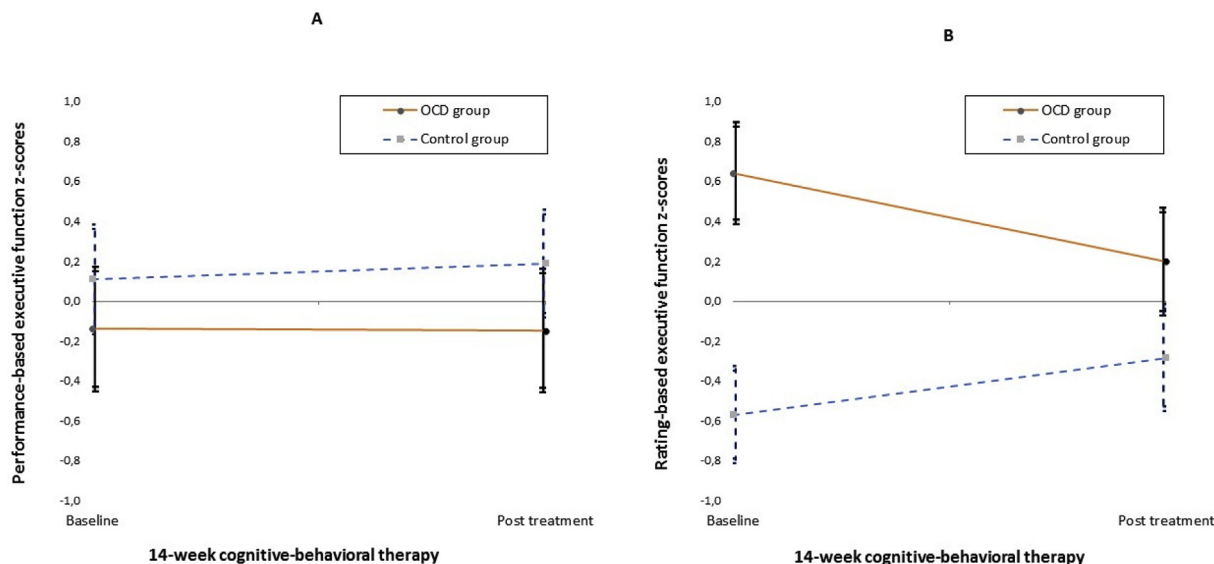 A
Performance-based executive function z-scores
1,0
0,8
0,6
0,4
0,2
0,0
-0,2
-0,4
-0,6
-0,8
-1,0
OCD group
Control group
Baseline
Post treatment
14-week cognitive-behavioral therapy
B
Rating-based executive function z-scores
1,0
0,8
0,6
0,4
0,2
0,0
-0,2
-0,4
-0,6
-0,8
-1,0
OCD group
Control group
Baseline
Post treatment
14-week cognitive-behavioral therapy